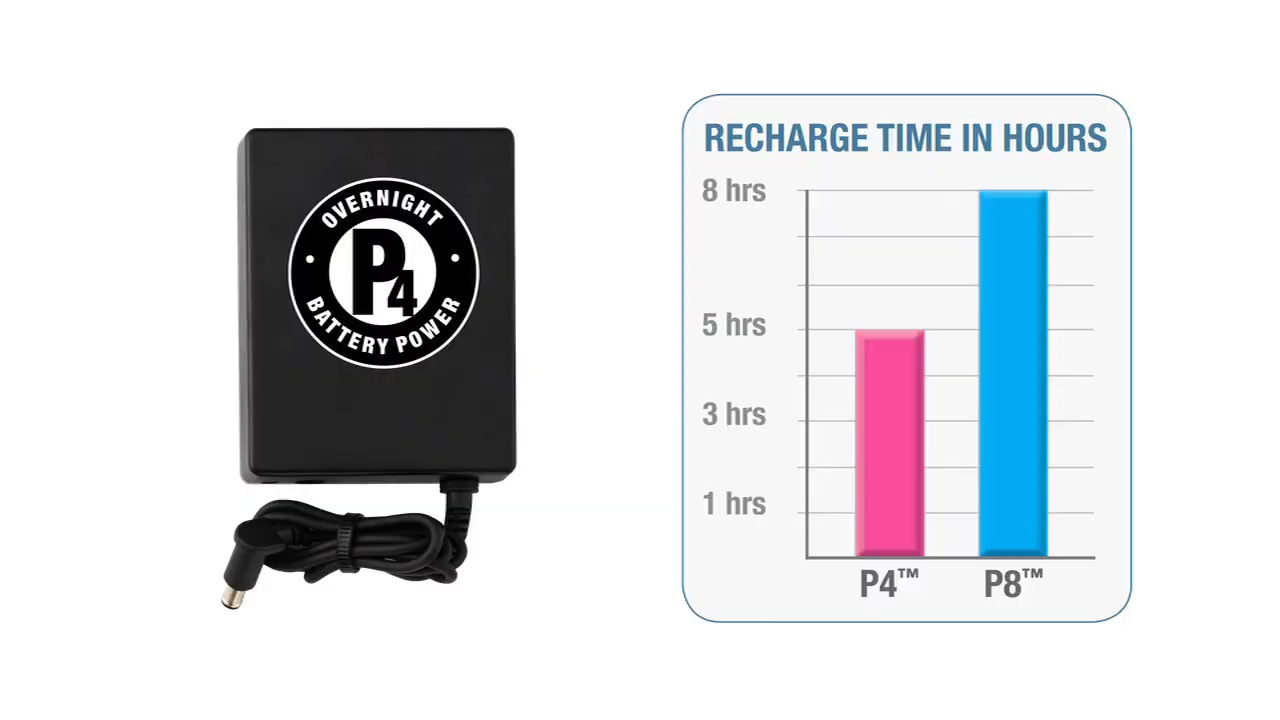 OVERNIGHT
P4
BATTERY POWER
RECHARGE TIME IN HOURS
8 hrs
5 hrs
3 hrs
1 hrs
P4™
P8™